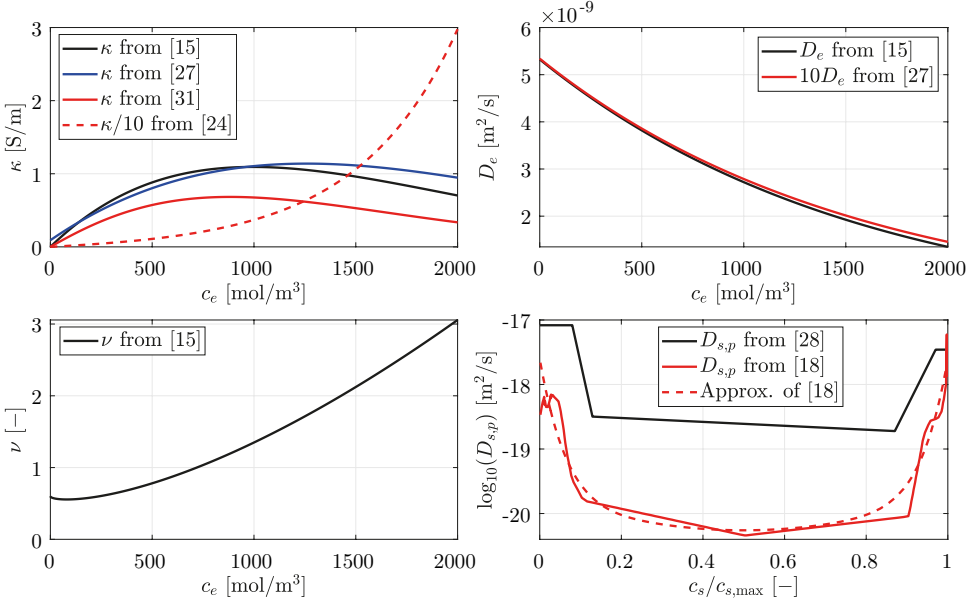 κ from [15]
κ from [27]
κ from [31]
κ/10 from [24]
κ [S/m]
3
2
1
0
0 500 1000 1500 2000
c_e [mol/m³]
×10⁻⁹
D_e from [15]
10D_e from [27]
D_e [m²/s]
6
5
4
3
2
0 500 1000 1500 2000
c_e [mol/m³]
ν from [15]
ν [−]
3
2
1
0
0 500 1000 1500 2000
c_e [mol/m³]
D_{s,p} from [28]
D_{s,p} from [18]
Approx. of [18]
log₁₀(D_{s,p}) [m²/s]
-17
-18
-19
-20
0 0.2 0.4 0.6 0.8 1
c_s/c_{s,max} [−]